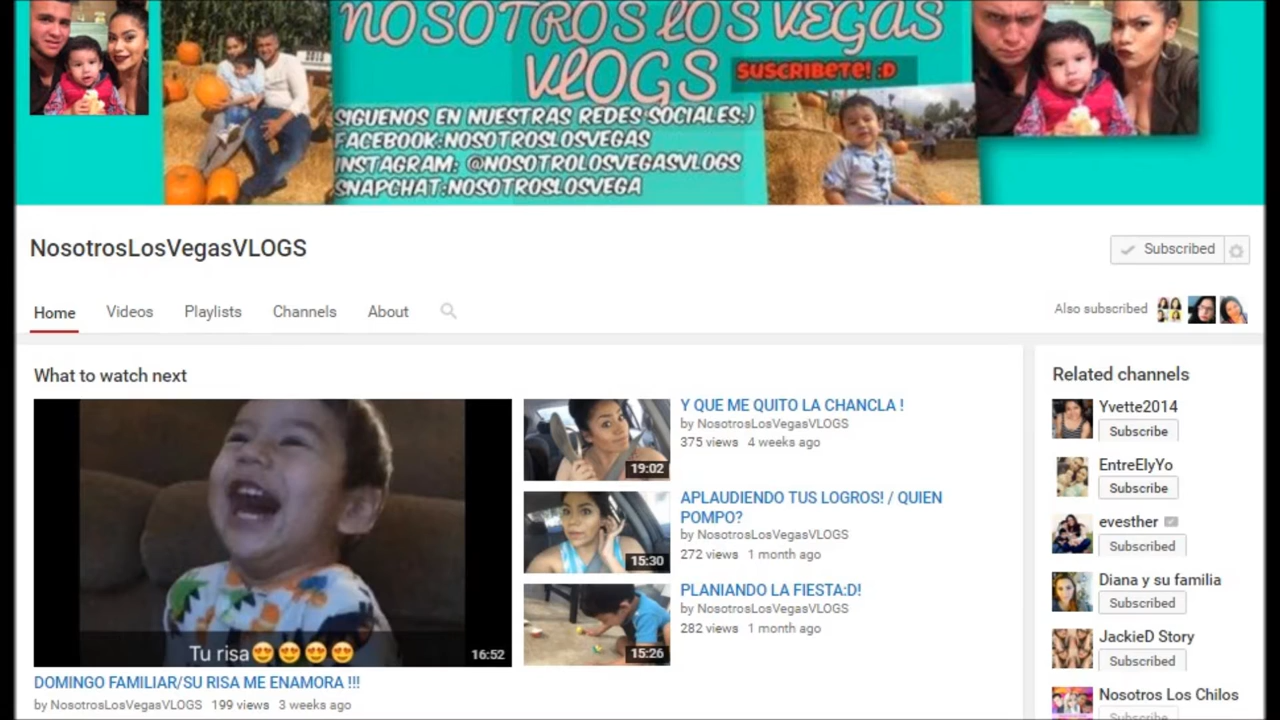 NOSOTROS LOS VEGAS
VLOGS
SUSCRIBETE! :D
SIGUENOS EN NUESTRAS REDES SOCIALES:)
FACEBOOK:NOSOTROSLOSVEGAS
INSTAGRAM: @NOSOTROLOSVEGASVLOGS
SNAPCHAT:NOSOTROSLOSVEGA
NosotrosLosVegasVLOGS
Subscribed
Home Videos Playlists Channels About
Also subscribed
What to watch next
Tu risa😍😍😍😍
16:52
DOMINGO FAMILIAR/SU RISA ME ENAMORA !!!
by NosotrosLosVegasVLOGS 199 views 3 weeks ago
19:02
Y QUE ME QUITO LA CHANCLA !
by NosotrosLosVegasVLOGS
375 views 4 weeks ago
15:30
APLAUDIENDO TUS LOGROS! / QUIEN
POMPO?
by NosotrosLosVegasVLOGS
272 views 1 month ago
15:26
PLANIANDO LA FIESTA:D!
by NosotrosLosVegasVLOGS
282 views 1 month ago
Related channels
Yvette2014
Subscribe
EntreElyYo
Subscribe
evesther
Subscribed
Diana y su familia
Subscribed
JackieD Story
Subscribed
Nosotros Los Chilos
Subscribed